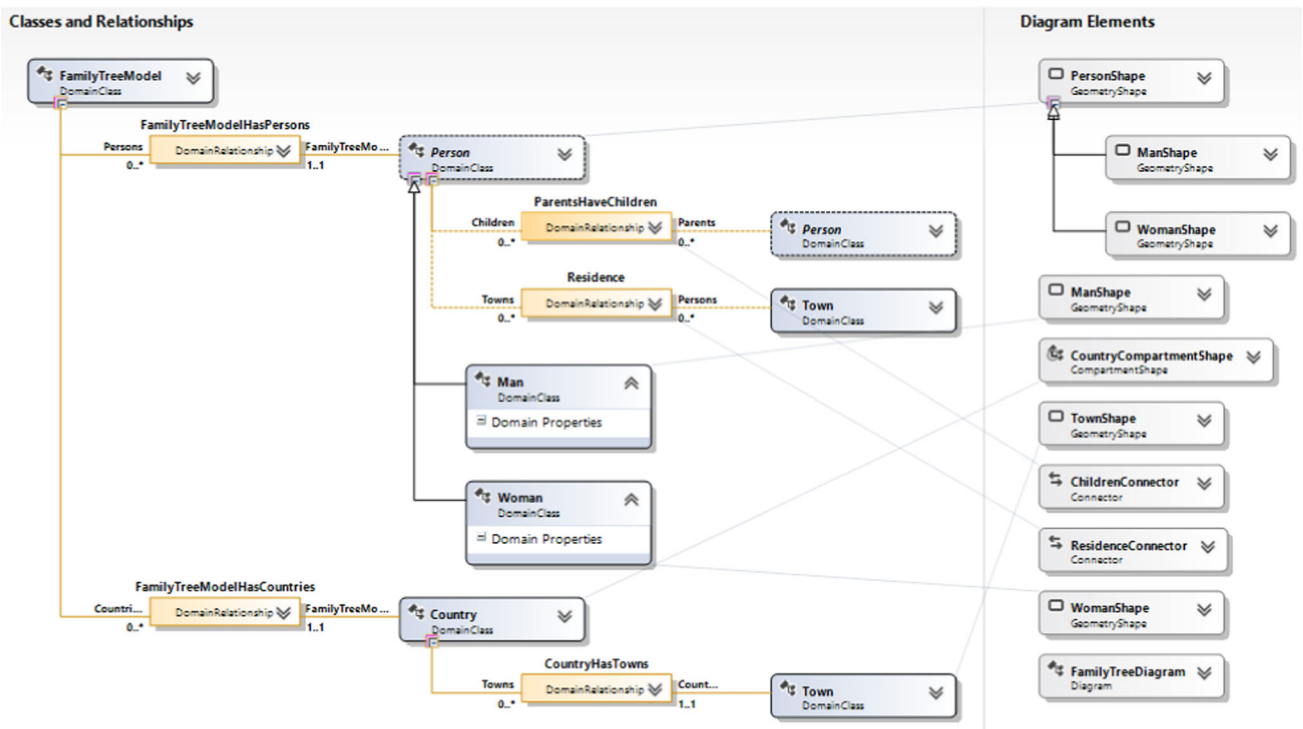 Classes and Relationships
Diagram Elements
FamilyTreeModel
DomainClass
PersonShape
GeometryShape
FamilyTreeModelHasPersons
Persons
DomainRelationship
FamilyTreeMo ...
0..*
1..1
Person
DomainClass
ManShape
GeometryShape
ParentsHaveChildren
Children
DomainRelationship
Parents
0..*
0..*
Person
DomainClass
WomanShape
GeometryShape
Residence
Towns
DomainRelationship
Persons
0..*
0..*
Town
DomainClass
ManShape
GeometryShape
CountryCompartmentShape
CompartmentShape
Man
DomainClass
Domain Properties
TownShape
GeometryShape
ChildrenConnector
Connector
Woman
DomainClass
Domain Properties
ResidenceConnector
Connector
FamilyTreeModelHasCountries
Countri...
DomainRelationship
FamilyTreeMo ...
0..*
1..1
Country
DomainClass
WomanShape
GeometryShape
CountryHasTowns
Towns
DomainRelationship
Count...
0..*
1..1
Town
DomainClass
FamilyTreeDiagram
Diagram